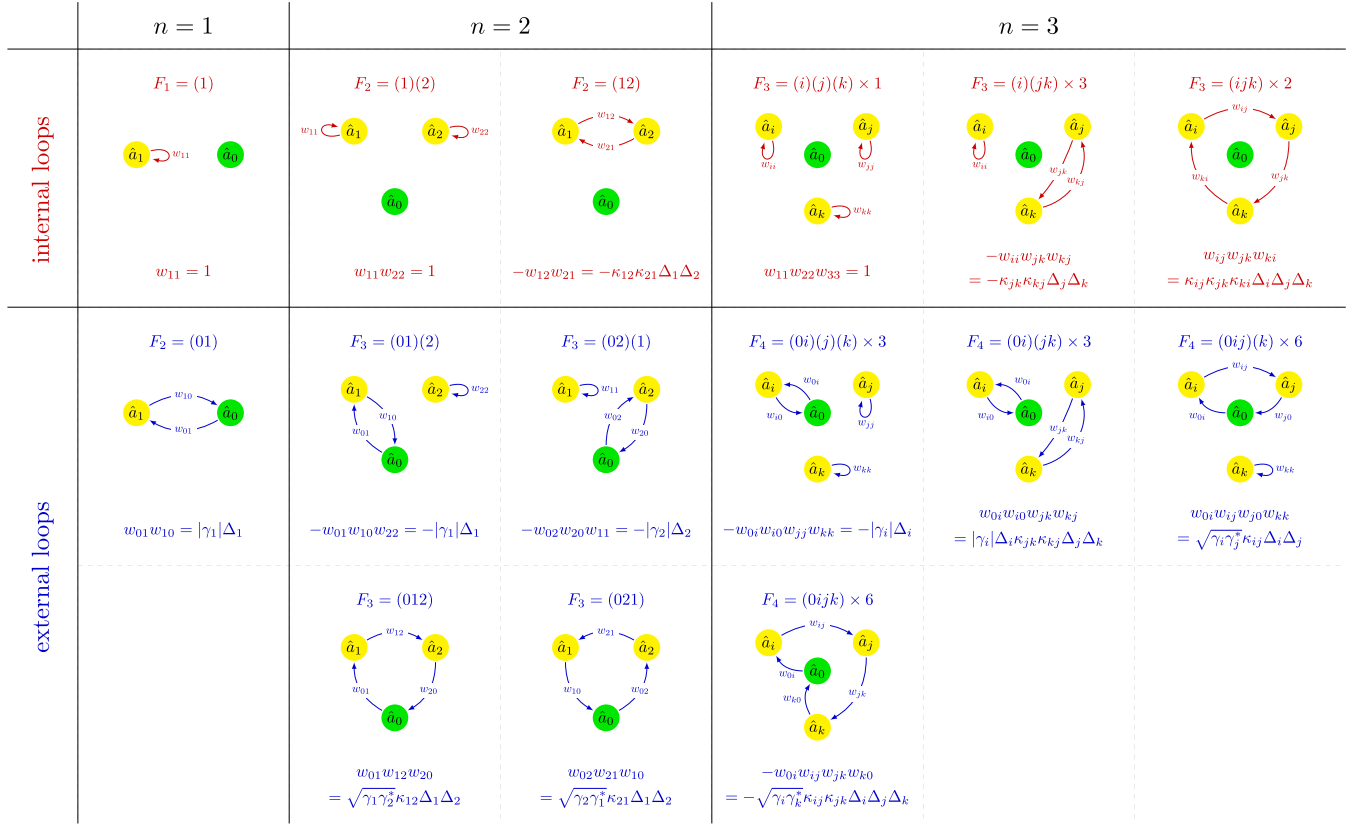 n = 1
n = 2
n = 3
internal loops
F₁ = (1)
â₁
w₁₁
â₀
w₁₁ = 1
F₂ = (1)(2)
w₁₁
â₁
â₂
w₂₂
â₀
w₁₁w₂₂ = 1
F₂ = (12)
w₁₂
â₁
â₂
w₂₁
â₀
−w₁₂w₂₁ = −κ₁₂κ₂₁Δ₁Δ₂
F₃ = (i)(j)(k) × 1
âᵢ
âⱼ
wᵢᵢ
â₀
wⱼⱼ
âₖ
wₖₖ
w₁₁w₂₂w₃₃ = 1
F₃ = (i)(jk) × 3
âᵢ
âⱼ
wᵢᵢ
â₀
wⱼₖ
wₖⱼ
âₖ
−wᵢᵢwⱼₖwₖⱼ
= −κⱼₖκₖⱼΔⱼΔₖ
F₃ = (ijk) × 2
wᵢⱼ
âᵢ
âⱼ
â₀
wₖᵢ
wⱼₖ
âₖ
wᵢⱼwⱼₖwₖᵢ
= κᵢⱼκⱼₖκₖᵢΔᵢΔⱼΔₖ
external loops
F₂ = (01)
w₁₀
â₁
â₀
w₀₁
w₀₁w₁₀ = |γ₁|Δ₁
F₃ = (01)(2)
â₁
â₂
w₂₂
w₁₀
w₀₁
â₀
−w₀₁w₁₀w₂₂ = −|γ₁|Δ₁
F₃ = (02)(1)
â₁
w₁₁
â₂
w₀₂
w₂₀
â₀
−w₀₂w₂₀w₁₁ = −|γ₂|Δ₂
F₄ = (0i)(j)(k) × 3
âᵢ
w₀ᵢ
âⱼ
wᵢ₀
â₀
wⱼⱼ
âₖ
wₖₖ
−w₀ᵢwᵢ₀wⱼⱼwₖₖ = −|γᵢ|Δᵢ
F₄ = (0i)(jk) × 3
âᵢ
w₀ᵢ
âⱼ
wᵢ₀
â₀
wⱼₖ
wₖⱼ
âₖ
w₀ᵢwᵢ₀wⱼₖwₖⱼ
= |γᵢ|ΔᵢκⱼₖκₖⱼΔⱼΔₖ
F₄ = (0ij)(k) × 6
wᵢⱼ
âᵢ
âⱼ
w₀ᵢ
â₀
wⱼ₀
âₖ
wₖₖ
w₀ᵢwᵢⱼwⱼ₀wₖₖ
= √(γᵢγⱼ*)κᵢⱼΔᵢΔⱼ
F₃ = (012)
w₁₂
â₁
â₂
w₀₁
w₂₀
â₀
w₀₁w₁₂w₂₀
= √(γ₁γ₂*)κ₁₂Δ₁Δ₂
F₃ = (021)
w₂₁
â₁
â₂
w₁₀
w₀₂
â₀
w₀₂w₂₁w₁₀
= √(γ₂γ₁*)κ₂₁Δ₁Δ₂
F₄ = (0ijk) × 6
wᵢⱼ
âᵢ
âⱼ
w₀ᵢ
â₀
wₖ₀
wⱼₖ
âₖ
−w₀ᵢwᵢⱼwⱼₖwₖ₀
= −√(γᵢγₖ*)κᵢⱼκⱼₖΔᵢΔⱼΔₖ